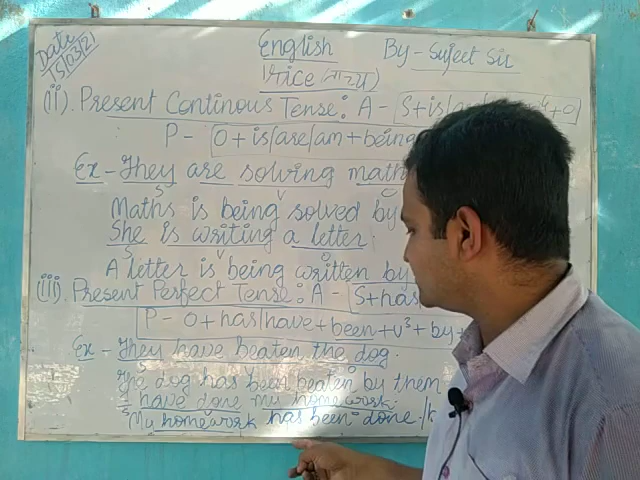 Date 15/03/21
English By - Sujeet Sir
Voice (वाच्य)
(ii). Present Continous Tense: A - S+is/are/
+o
P - O+is/are/am+being
Ex - They are solving math
S V O
Maths is being solved by
She is writing a letter.
S V O
A letter is being written by
(iii). Present Perfect Tense: A - S+has
P - O+has/have+been+v³+by+
Ex - They have beaten the dog.
The dog has been beaten by them
I have done my homework.
My homework has been done